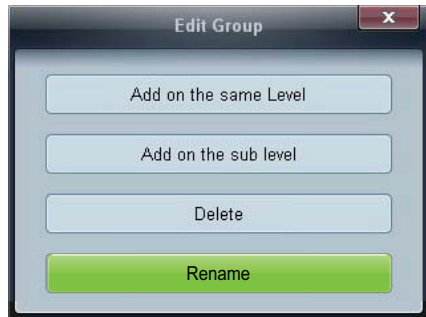 Edit Group
x
Add on the same Level
Add on the sub level
Delete
Rename